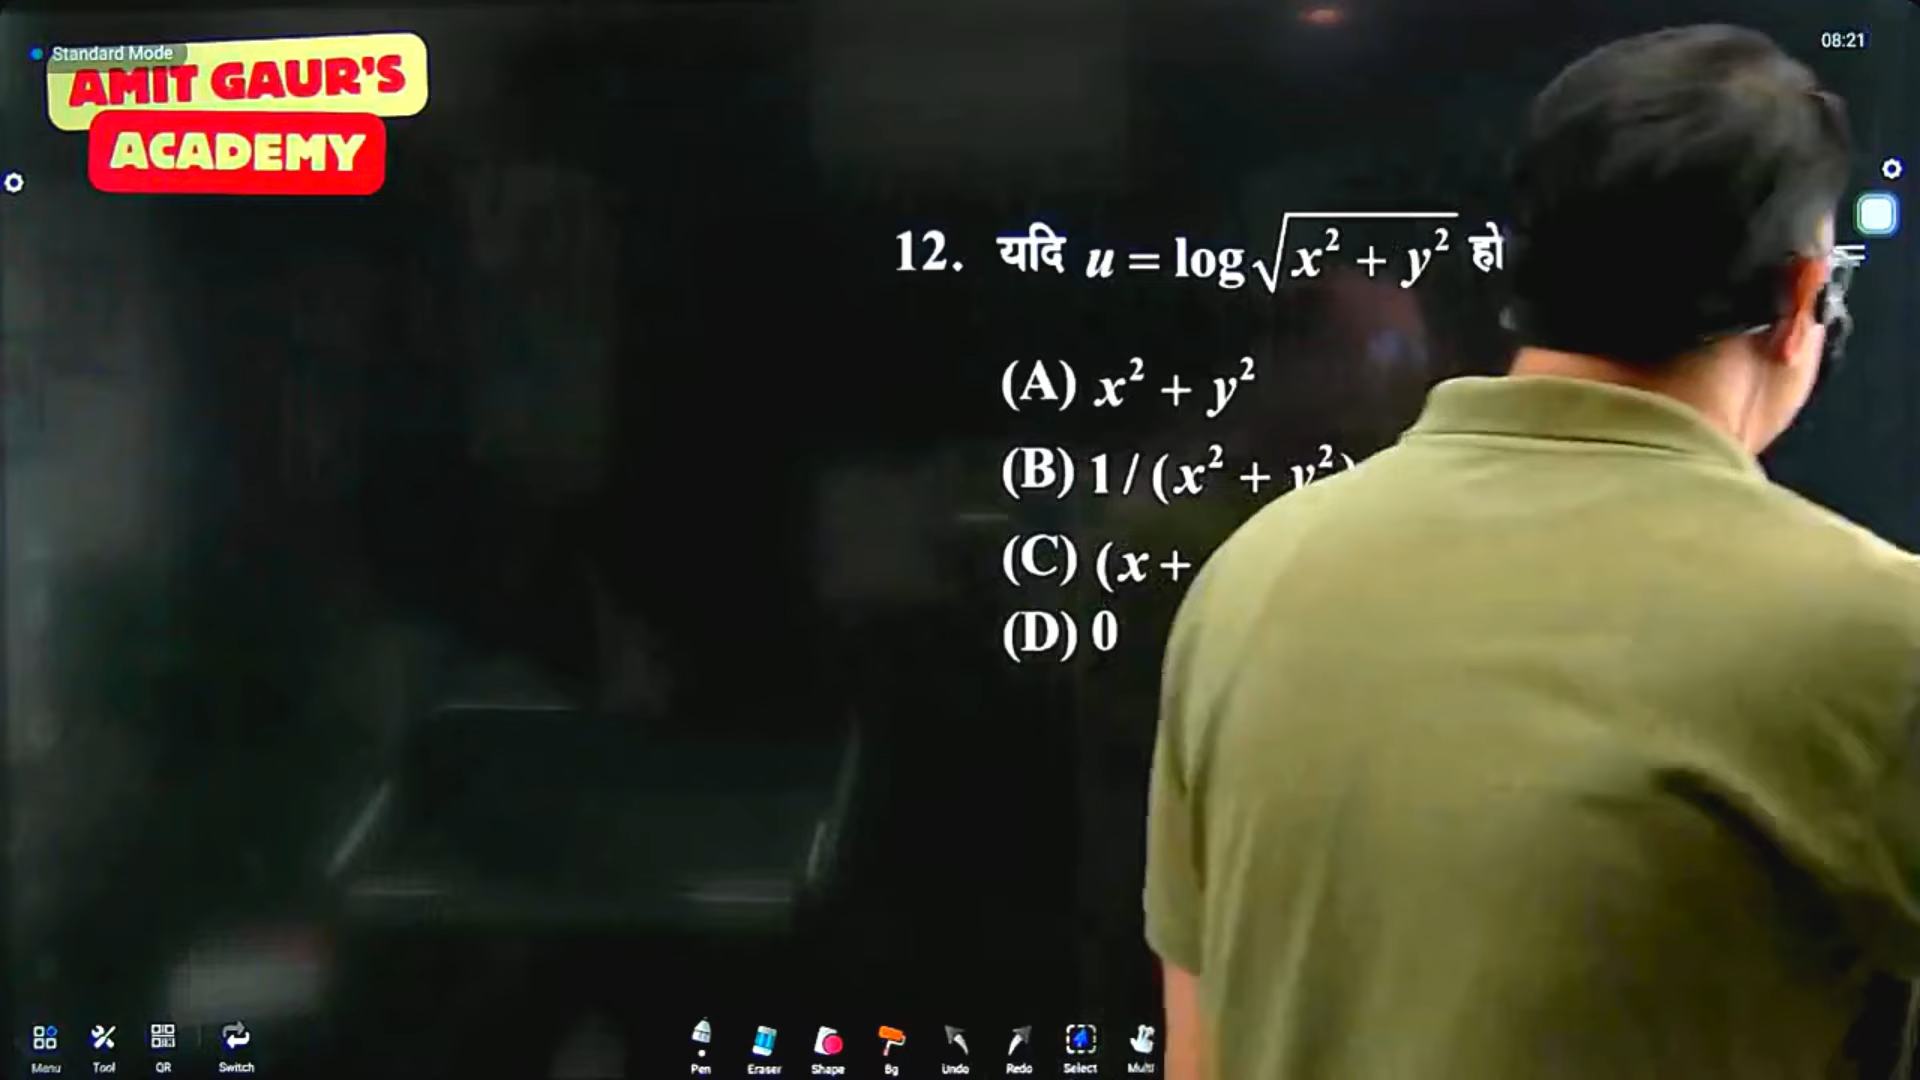 Standard Mode
08:21
AMIT GAUR'S
ACADEMY
12. यदि u = log√(x² + y²) हो
=
(A) x² + y²
(B) 1 / (x² + y²)
(C) (x +
(D) 0
Menu Tool QR Switch Pen Eraser Shape Bg Undo Redo Select Multi